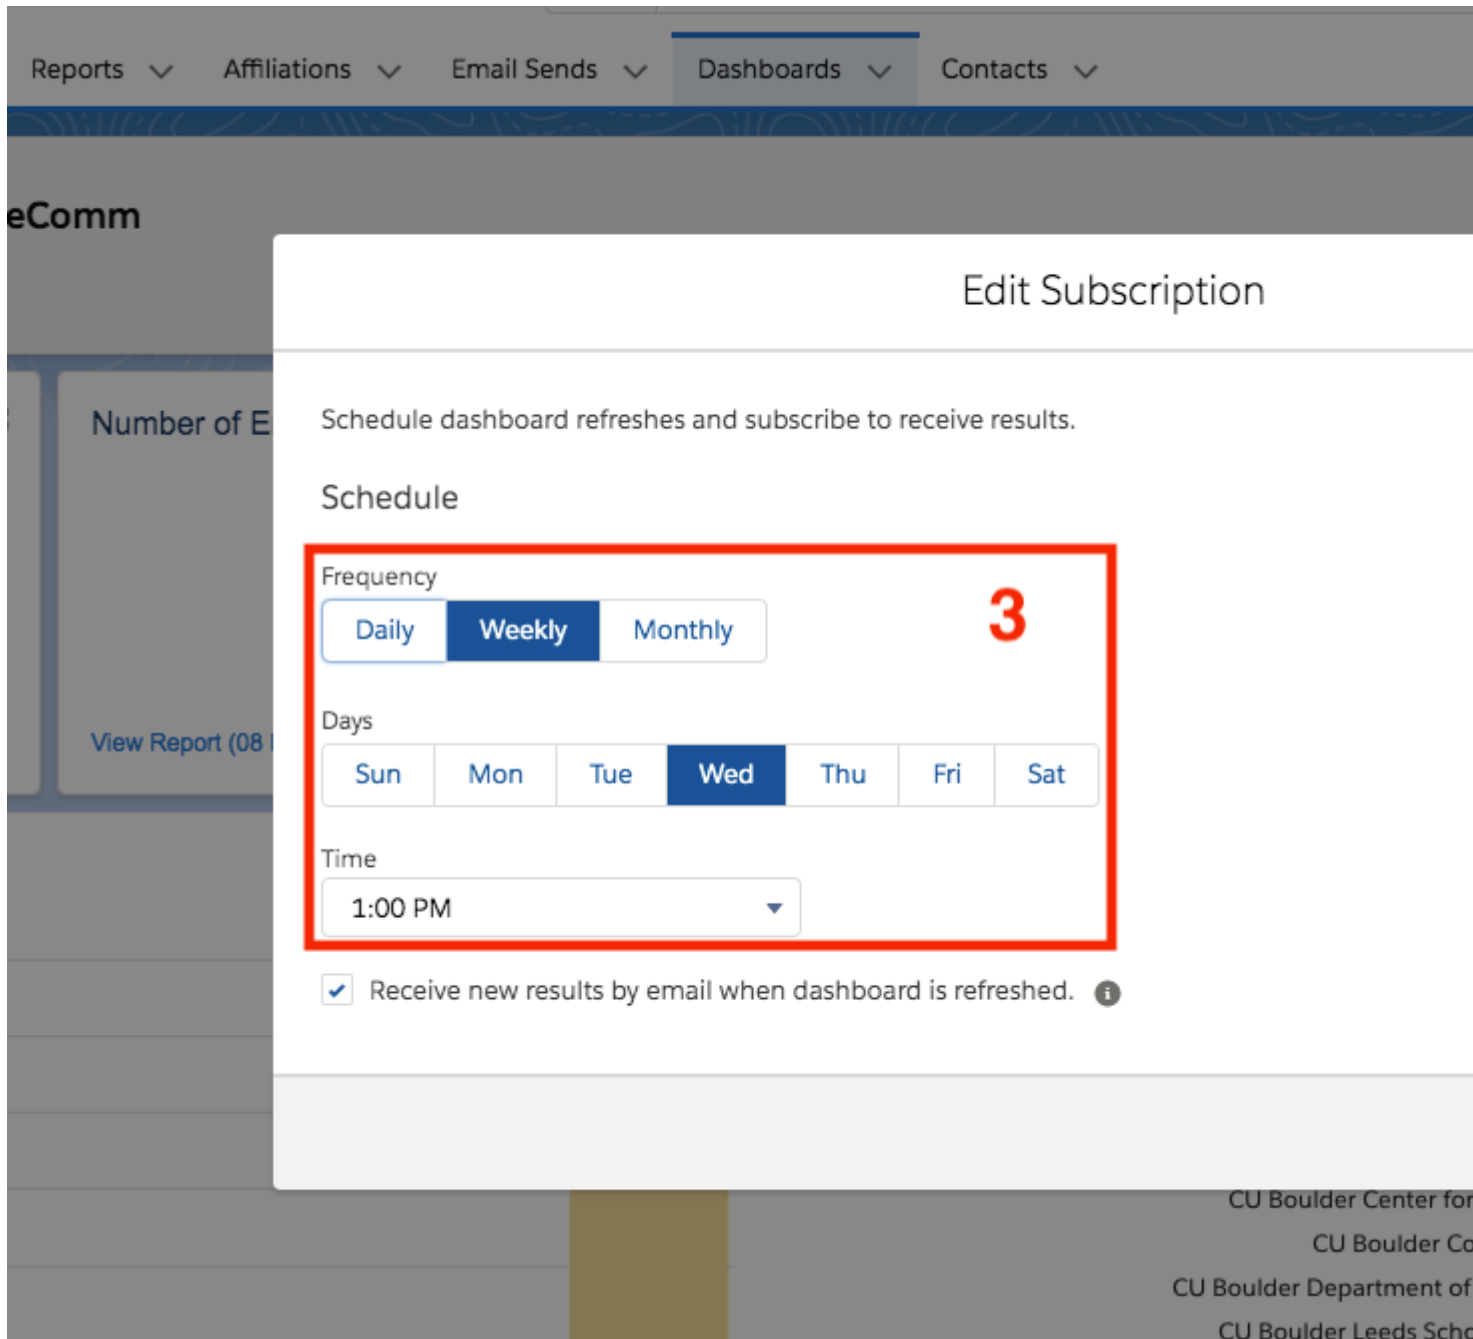 Reports Affiliations Email Sends Dashboards Contacts
eComm
Edit Subscription
Number of E
Schedule dashboard refreshes and subscribe to receive results.
Schedule
Frequency
3
Daily Weekly Monthly
Days
View Report (08
Sun Mon Tue Wed Thu Fri Sat
Time
1:00 PM
Receive new results by email when dashboard is refreshed.
CU Boulder Center for
CU Boulder Co
CU Boulder Department of
CU Boulder Leeds Scho